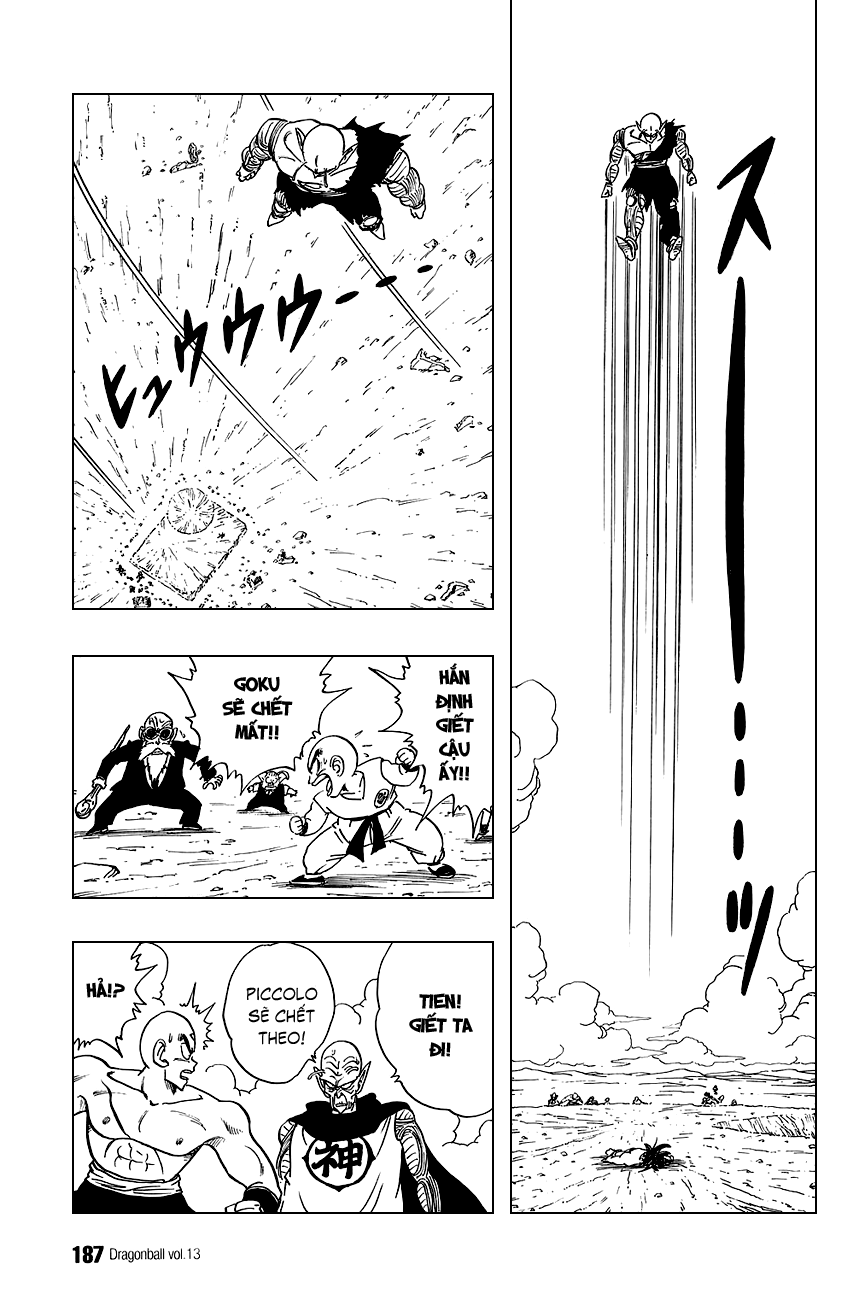 スーーッ
ヒュウウウー
HẮN
ĐỊNH
GIẾT
CẬU
ẤY!!
GOKU
SẼ CHẾT
MẤT!!
TIEN!
GIẾT TA
ĐI!
PICCOLO
SẼ CHẾT
THEO!
HẢ!?
神
187 Dragonball vol.13